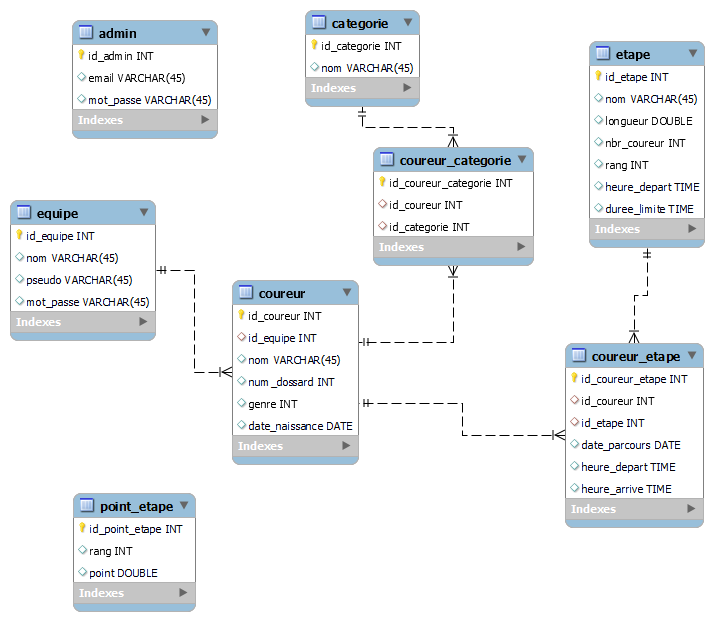 admin
id_admin INT
email VARCHAR(45)
mot_passe VARCHAR(45)
Indexes
categorie
id_categorie INT
nom VARCHAR(45)
Indexes
etape
id_etape INT
nom VARCHAR(45)
longueur DOUBLE
nbr_coureur INT
rang INT
heure_depart TIME
duree_limite TIME
Indexes
coureur_categorie
id_coureur_categorie INT
id_coureur INT
id_categorie INT
Indexes
equipe
id_equipe INT
nom VARCHAR(45)
pseudo VARCHAR(45)
mot_passe VARCHAR(45)
Indexes
coureur
id_coureur INT
id_equipe INT
nom VARCHAR(45)
num_dossard INT
genre INT
date_naissance DATE
Indexes
coureur_etape
id_coureur_etape INT
id_coureur INT
id_etape INT
date_parcours DATE
heure_depart TIME
heure_arrive TIME
Indexes
point_etape
id_point_etape INT
rang INT
point DOUBLE
Indexes